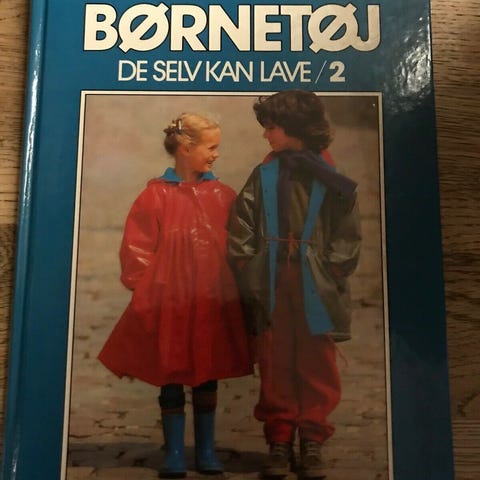 BØRNETØJ
DE SELV KAN LAVE/2